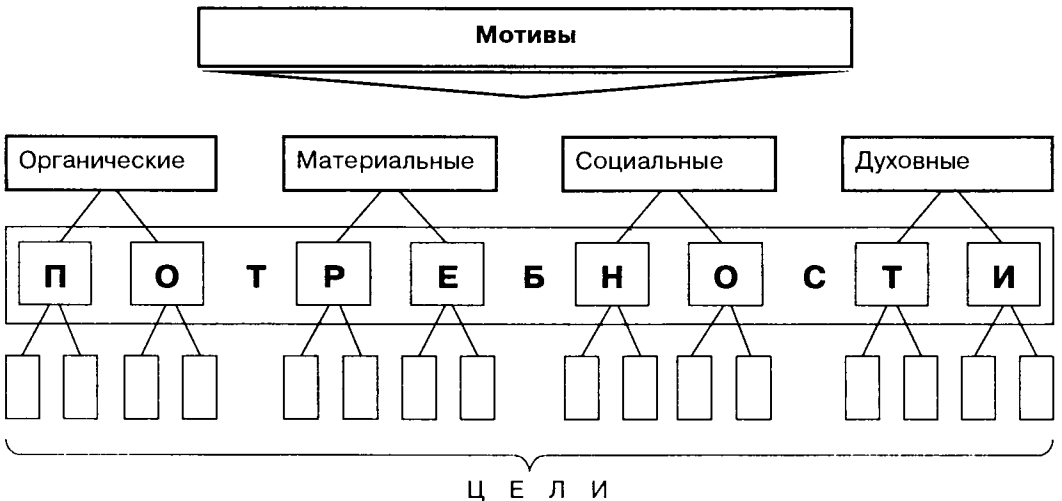 Мотивы
Органические Материальные Социальные Духовные
П О Т Р Е Б Н О С Т И
Ц Е Л И